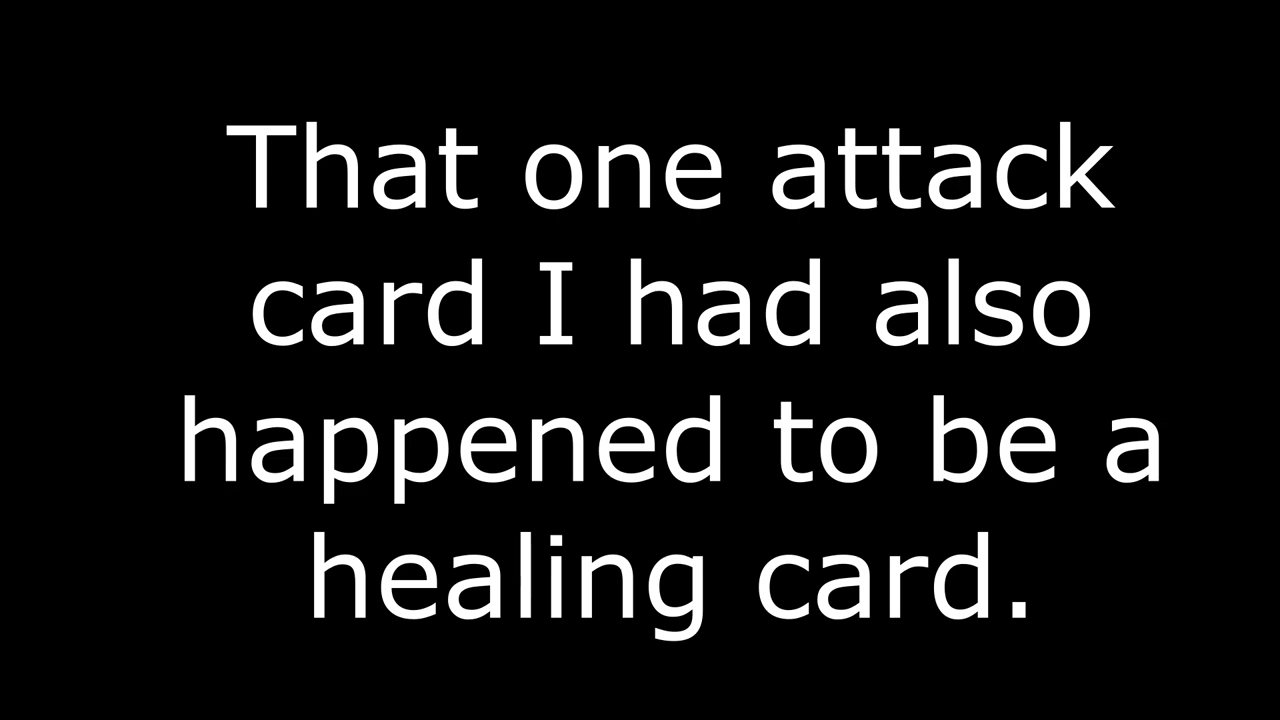 That one attack
card I had also
happened to be a
healing card.